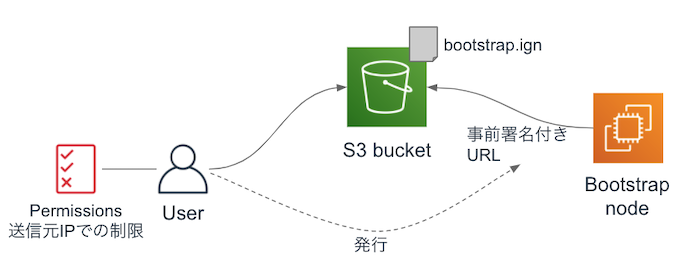 bootstrap.ign
S3 bucket
事前署名付き
URL
Bootstrap
node
Permissions
送信元IPでの制限
User
発行